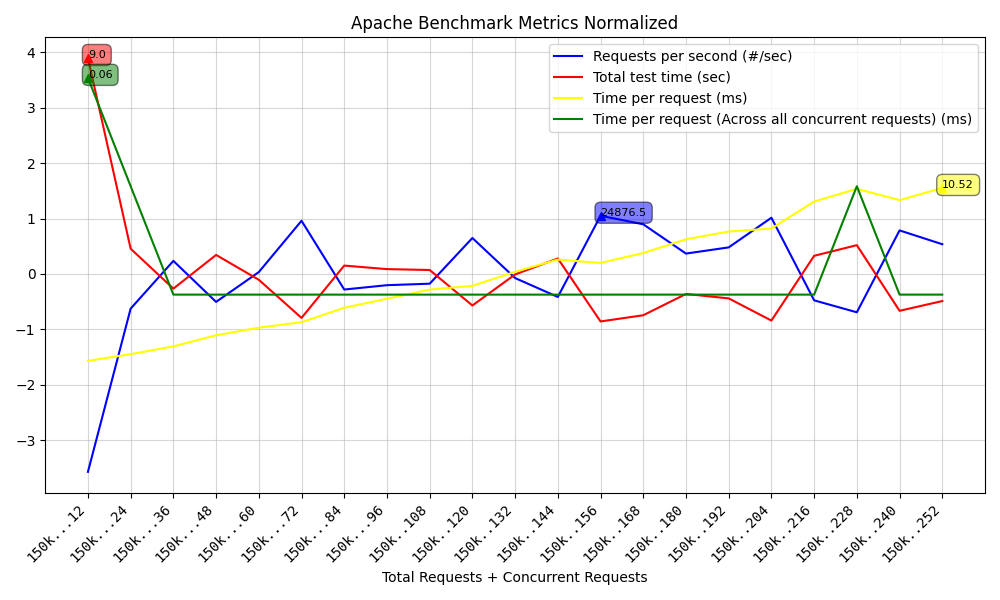 Apache Benchmark Metrics Normalized
4
3
2
1
0
−1
−2
−3
9.0
0.06
24876.5
10.52
Requests per second (#/sec)
Total test time (sec)
Time per request (ms)
Time per request (Across all concurrent requests) (ms)
150k...12
150k...24
150k...36
150k...48
150k...60
150k...72
150k...84
150k...96
150k...108
150k...120
150k...132
150k...144
150k...156
150k...168
150k...180
150k...192
150k...204
150k...216
150k...228
150k...240
150k...252
Total Requests + Concurrent Requests